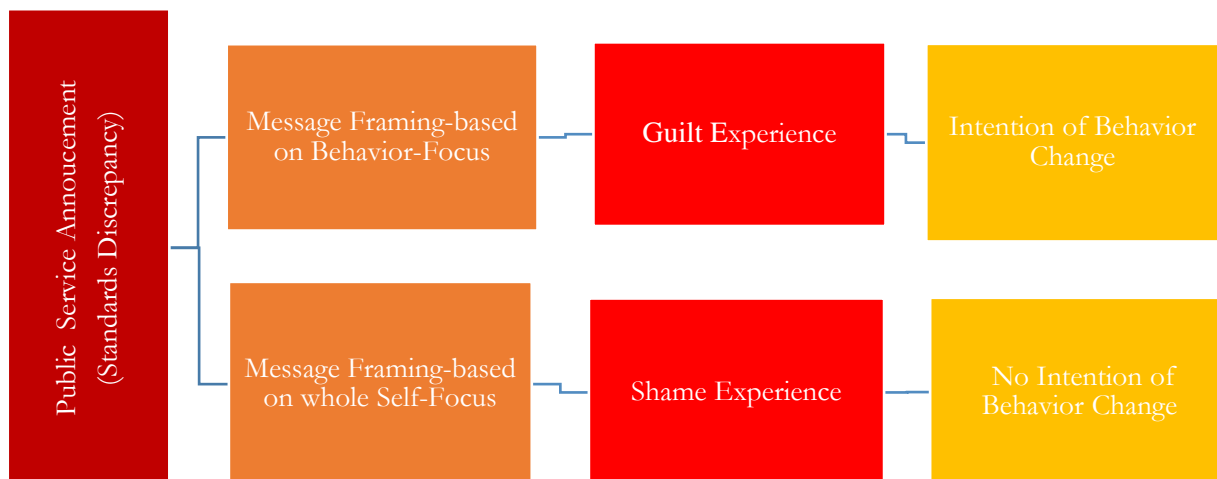 Public Service Annoucement
(Standards Discrepancy)
Message Framing-based
on Behavior-Focus
Guilt Experience
Intention of Behavior
Change
Message Framing-based
on whole Self-Focus
Shame Experience
No Intention of
Behavior Change